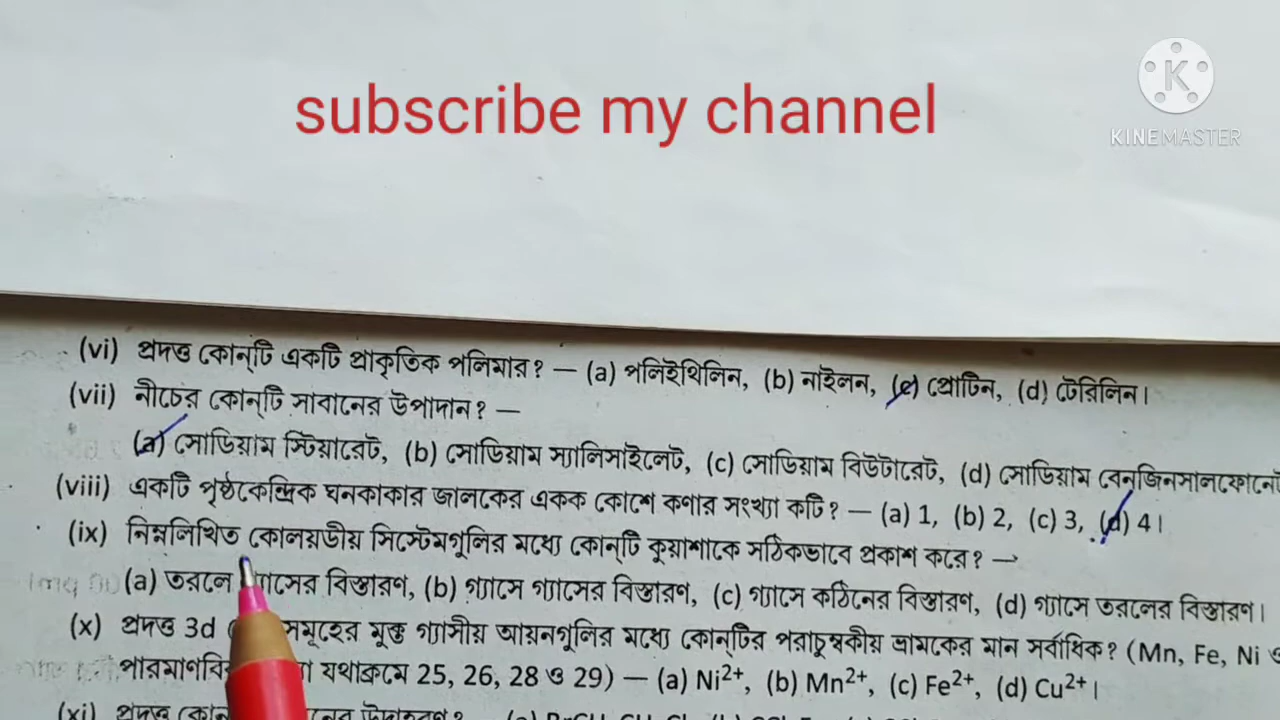 subscribe my channel
KINEMASTER
(vi) প্রদত্ত কোন্‌টি একটি প্রাকৃতিক পলিমার? — (a) পলিইথিলিন, (b) নাইলন, (c) প্রোটিন, (d) টেরিলিন।
(vii) নীচের কোন্‌টি সাবানের উপাদান? —
(a) সোডিয়াম স্টিয়ারেট, (b) সোডিয়াম স্যালিসাইলেট, (c) সোডিয়াম বিউটারেট, (d) সোডিয়াম বেনজিনসালফোনেট
(viii) একটি পৃষ্ঠকেন্দ্রিক ঘনকাকার জালকের একক কোশে কণার সংখ্যা কটি? — (a) 1, (b) 2, (c) 3, (d) 4।
(ix) নিম্নলিখিত কোলয়ডীয় সিস্টেমগুলির মধ্যে কোন্‌টি কুয়াশাকে সঠিকভাবে প্রকাশ করে? —
(a) তরলে গ্যাসের বিস্তারণ, (b) গ্যাসে গ্যাসের বিস্তারণ, (c) গ্যাসে কঠিনের বিস্তারণ, (d) গ্যাসে তরলের বিস্তারণ।
(x) প্রদত্ত 3d মুক্ত গ্যাসীয় আয়নগুলির মধ্যে কোন্‌টির পরাচুম্বকীয় ভ্রামকের মান সর্বাধিক? (Mn, Fe, Ni ও
যথাক্রমে 25, 26, 28 ও 29) — (a) Ni²⁺, (b) Mn²⁺, (c) Fe²⁺, (d) Cu²⁺।
(xi) প্রদত্ত